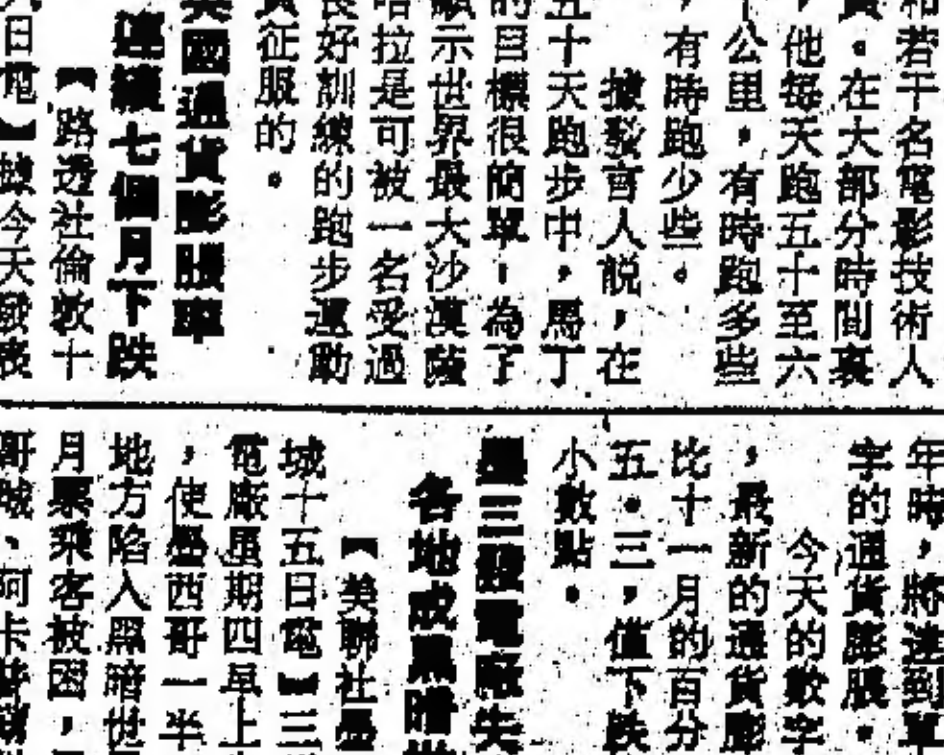 和若干名電影技術人
。在大部分時間裏
，他每天跑五十至六
公里，有時跑多些
，有時跑少些。
據發言人說，在
五十天跑步中，馬丁
的目標很簡單，為了
顯示世界最大沙漠薩
哈拉是可被一名受過
良好訓練的跑步運動
員征服的。
英國通貨膨脹率
連續七個月下跌
【路透社倫敦十
日電】據今天發表
年時，將達到單
字的通貨膨脹。
今天的數字
，最新的通貨膨
比十一月的百分
五．三，僅下跌
小數點。
墨三發電廠失
各地成黑暗世
【美聯社墨
城十五日電】三
電廠星期四早上
，使墨西哥一半
地方陷入黑暗世
月票乘客被困，
哥城、阿卡普